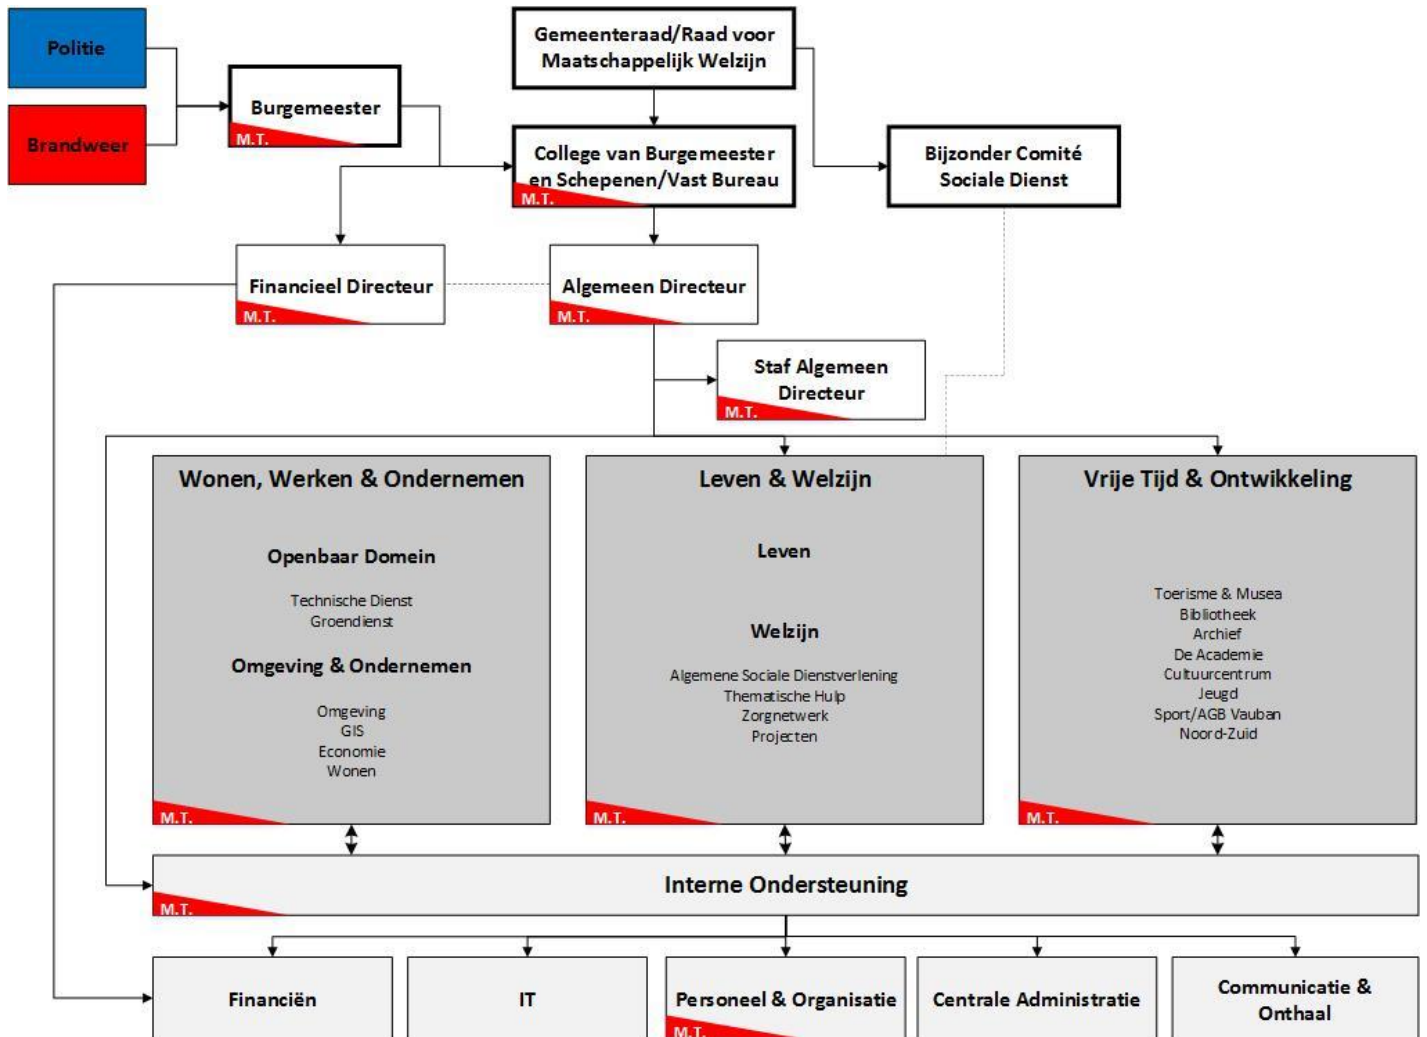 Politie
Brandweer
Burgemeester
M.T.
Gemeenteraad/Raad voor
Maatschappelijk Welzijn
College van Burgemeester
en Schepenen/Vast Bureau
M.T.
Bijzonder Comité
Sociale Dienst
Financieel Directeur
M.T.
Algemeen Directeur
M.T.
Staf Algemeen
Directeur
M.T.
Wonen, Werken & Ondernemen
Openbaar Domein
Technische Dienst
Groendienst
Omgeving & Ondernemen
Omgeving
GIS
Economie
Wonen
M.T.
Leven & Welzijn
Leven
Welzijn
Algemene Sociale Dienstverlening
Thematische Hulp
Zorgnetwerk
Projecten
M.T.
Vrije Tijd & Ontwikkeling
Toerisme & Musea
Bibliotheek
Archief
De Academie
Cultuurcentrum
Jeugd
Sport/AGB Vauban
Noord-Zuid
M.T.
Interne Ondersteuning
M.T.
Financiën
IT
Personeel & Organisatie
M.T.
Centrale Administratie
Communicatie &
Onthaal